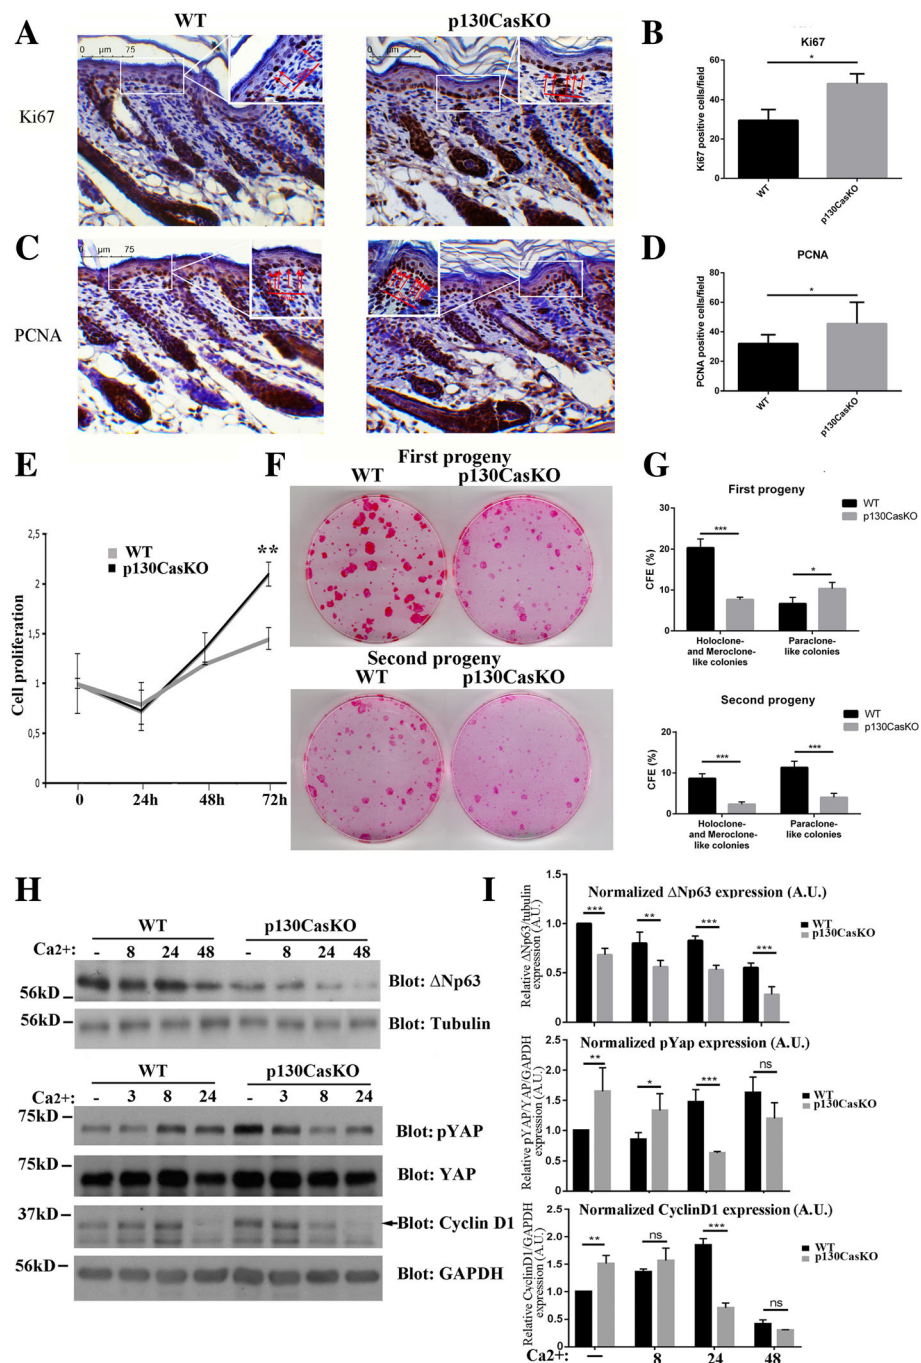 A
WT
p130CasKO
B
0 µm 75
0 µm 75
Ki67
Ki67
Ki67 positive cells/field
60
40
20
0
*
WT
p130CasKO
C
0 µm 75
0 µm 75
PCNA
D
PCNA
PCNA positive cells/field
80
60
40
20
0
*
WT
p130CasKO
E
Cell proliferation
2,5
2
1,5
1
0,5
0
WT
p130CasKO
**
0 24h 48h 72h
F
First progeny
WT p130CasKO
Second progeny
WT p130CasKO
G
First progeny
WT
p130CasKO
CFE (%)
30
20
10
0
***
*
Holoclone-
and Meroclone-
like colonies
Paraclone-
like colonies
Second progeny
WT
p130CasKO
CFE (%)
20
10
0
***
***
Holoclone-
and Meroclone-
like colonies
Paraclone-
like colonies
H
WT p130CasKO
Ca2+: - 8 24 48 - 8 24 48
Blot: ΔNp63
56kD
56kD
Blot: Tubulin
WT p130CasKO
Ca2+: - 3 8 24 - 3 8 24
75kD
Blot: pYAP
75kD
Blot: YAP
37kD
Blot: Cyclin D1
56kD
Blot: GAPDH
I
Normalized ΔNp63 expression (A.U.)
Relative ΔNp63/tubulin
expression (A.U.)
1.5
1.0
0.5
0.0
*** ** *** ***
WT
p130CasKO
Normalized pYap expression (A.U.)
Relative pYAP/YAP/GAPDH
expression (A.U.)
2.5
2.0
1.5
1.0
0.5
0.0
** * *** ns
WT
p130CasKO
Normalized CyclinD1 expression (A.U.)
Relative CyclinD1/GAPDH
expression (A.U.)
2.5
2.0
1.5
1.0
0.5
0.0
** ns *** ns
WT
p130CasKO
Ca2+: — 8 24 48